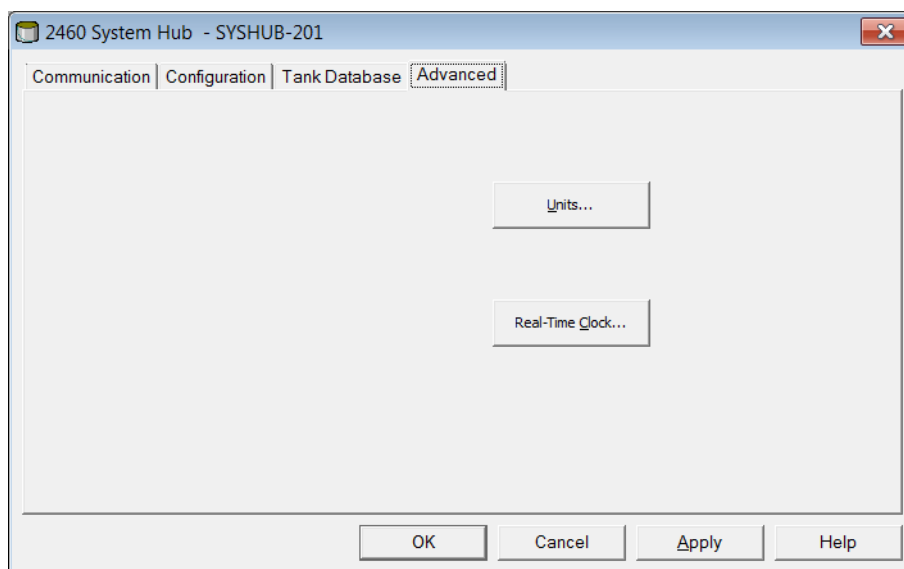 2460 System Hub - SYSHUB-201
Communication Configuration Tank Database Advanced
Units...
Real-Time Clock...
OK Cancel Apply Help